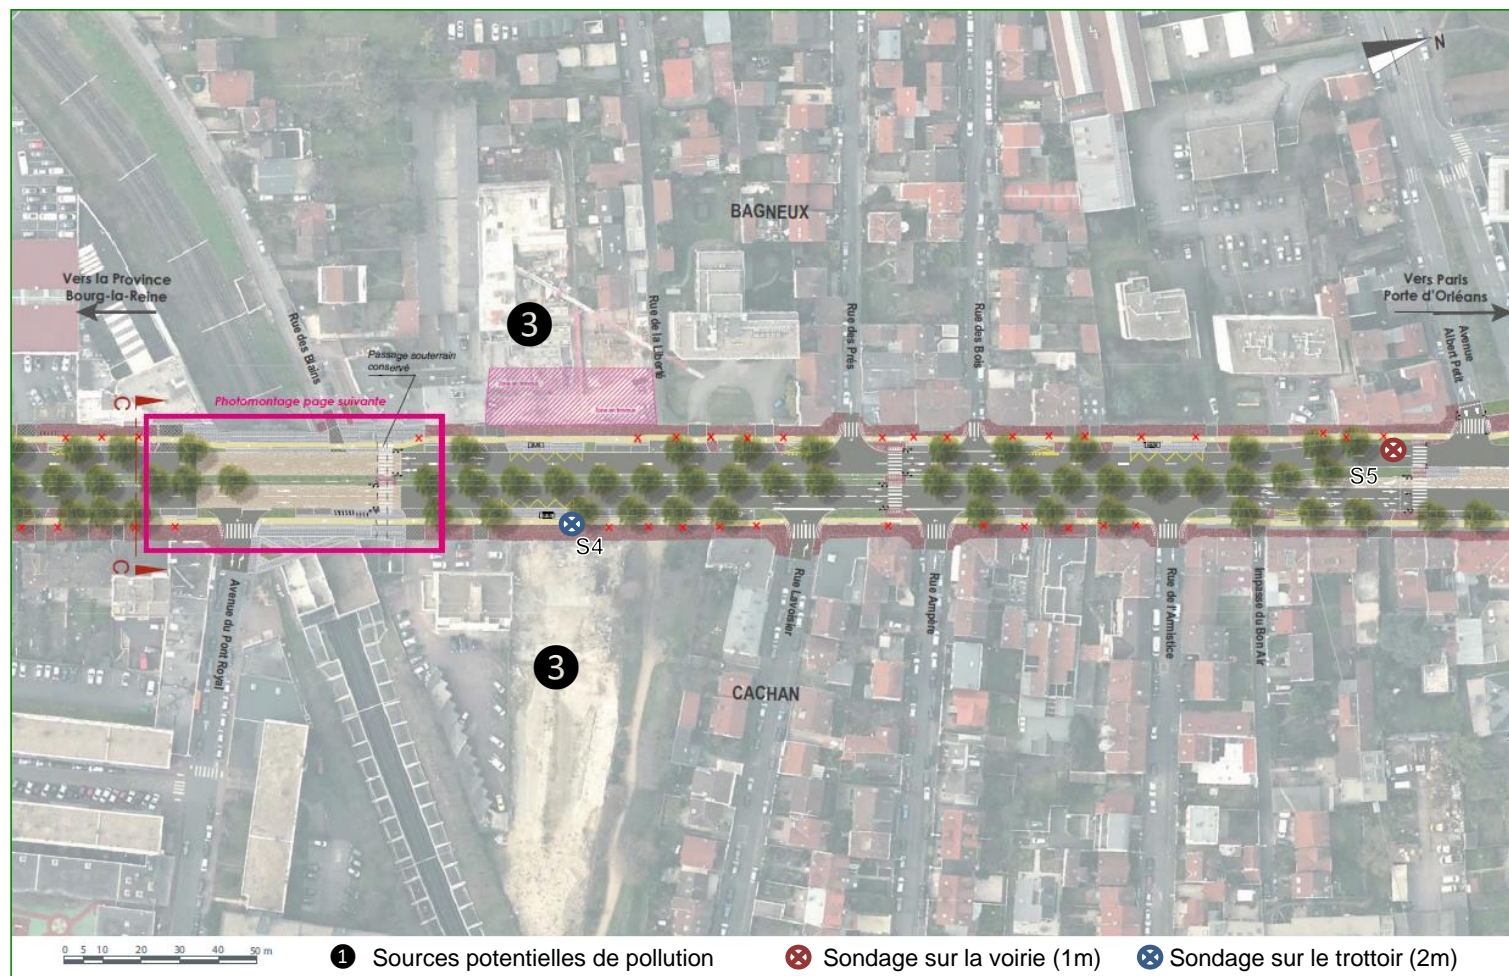 N
BAGNEUX
Vers la Province
Bourg-la-Reine
Vers Paris
Porte d'Orléans
3
Rue des Blains
Passage souterrain
conservé
Rue de la Liberté
Rue des Prés
Rue des Bois
Avenue
Albert Petit
C
Photomontage page suivante
S5
S4
C
Avenue du Pont Royal
3
CACHAN
Rue Lavoisier
Rue Ampère
Rue de l'Armistice
Impasse du Bon Air
0 5 10 20 30 40 50 m
1 Sources potentielles de pollution
Sondage sur la voirie (1m)
Sondage sur le trottoir (2m)